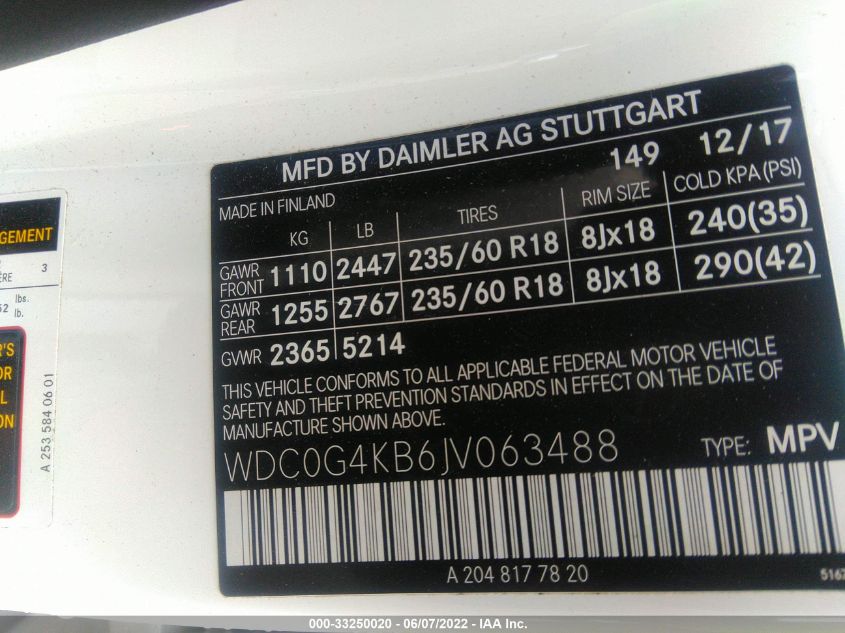 MFD BY DAIMLER AG STUTTGART
149 12/17
MADE IN FINLAND
KG LB TIRES RIM SIZE COLD KPA (PSI)
GAWR FRONT 1110 2447 235/60 R18 8Jx18 240(35)
GAWR REAR 1255 2767 235/60 R18 8Jx18 290(42)
GVWR 2365 5214
THIS VEHICLE CONFORMS TO ALL APPLICABLE FEDERAL MOTOR VEHICLE
SAFETY AND THEFT PREVENTION STANDARDS IN EFFECT ON THE DATE OF
MANUFACTURE SHOWN ABOVE.
WDC0G4KB6JV063488 TYPE: MPV
A 204 817 78 20
3
lbs.
lb.
A 253 584 06 01
000-33250020 - 06/07/2022 - IAA Inc.